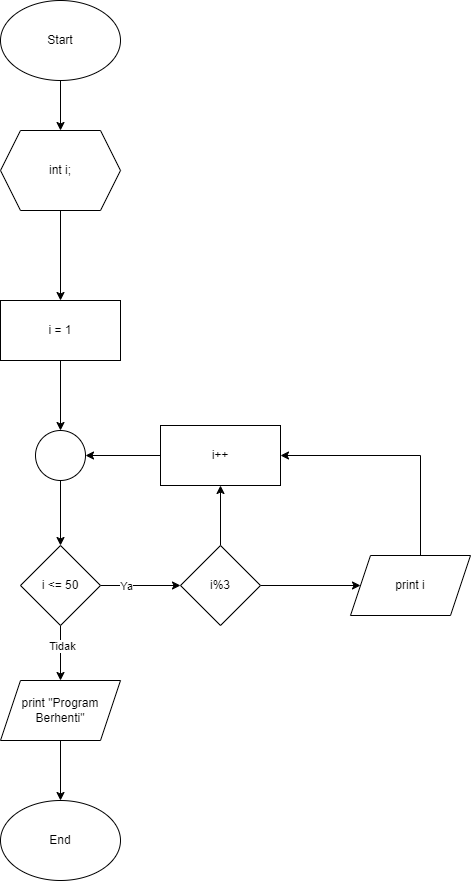 Start
int i;
i = 1
i++
i <= 50
Ya
i%3
print i
Tidak
print "Program
Berhenti"
End